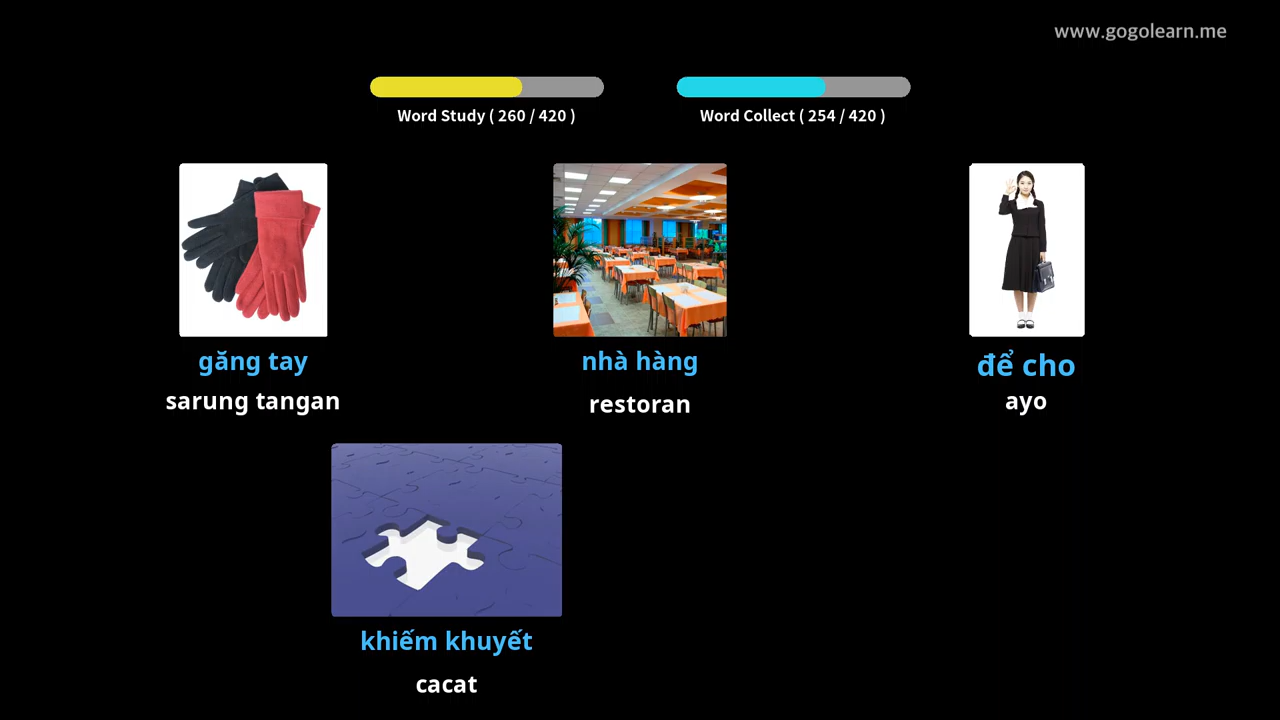 www.gogolearn.me
Word Study ( 260 / 420 )
Word Collect ( 254 / 420 )
găng tay
sarung tangan
nhà hàng
restoran
để cho
ayo
khiếm khuyết
cacat